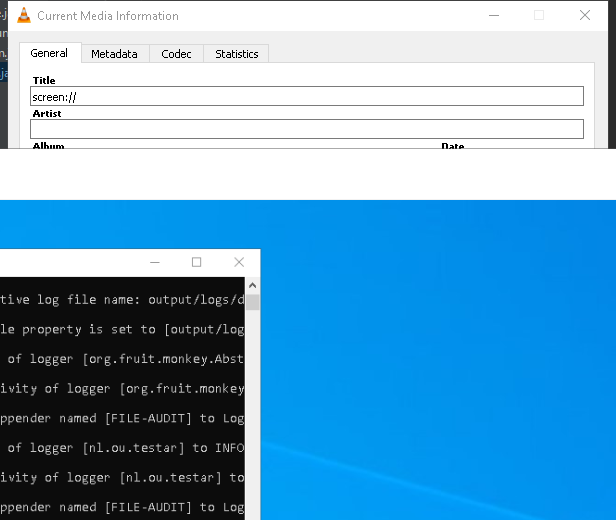 Current Media Information
General Metadata Codec Statistics
Title
screen://
Artist
Album Date
tive log file name: output/logs/d
le property is set to [output/log
of logger [org.fruit.monkey.Abst
ivity of logger [org.fruit.monkey
ppender named [FILE-AUDIT] to Log
of logger [nl.ou.testar] to INFO
ivity of logger [nl.ou.testar] to
ppender named [FILE-AUDIT] to Log